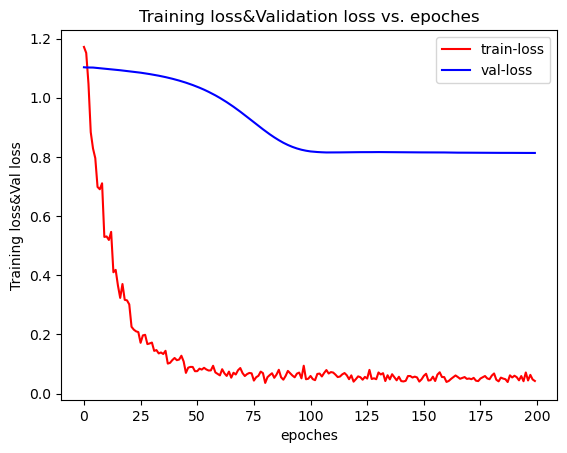 Training loss&Validation loss vs. epoches
train-loss
val-loss
Training loss&Val loss
1.2
1.0
0.8
0.6
0.4
0.2
0.0
0 25 50 75 100 125 150 175 200
epoches